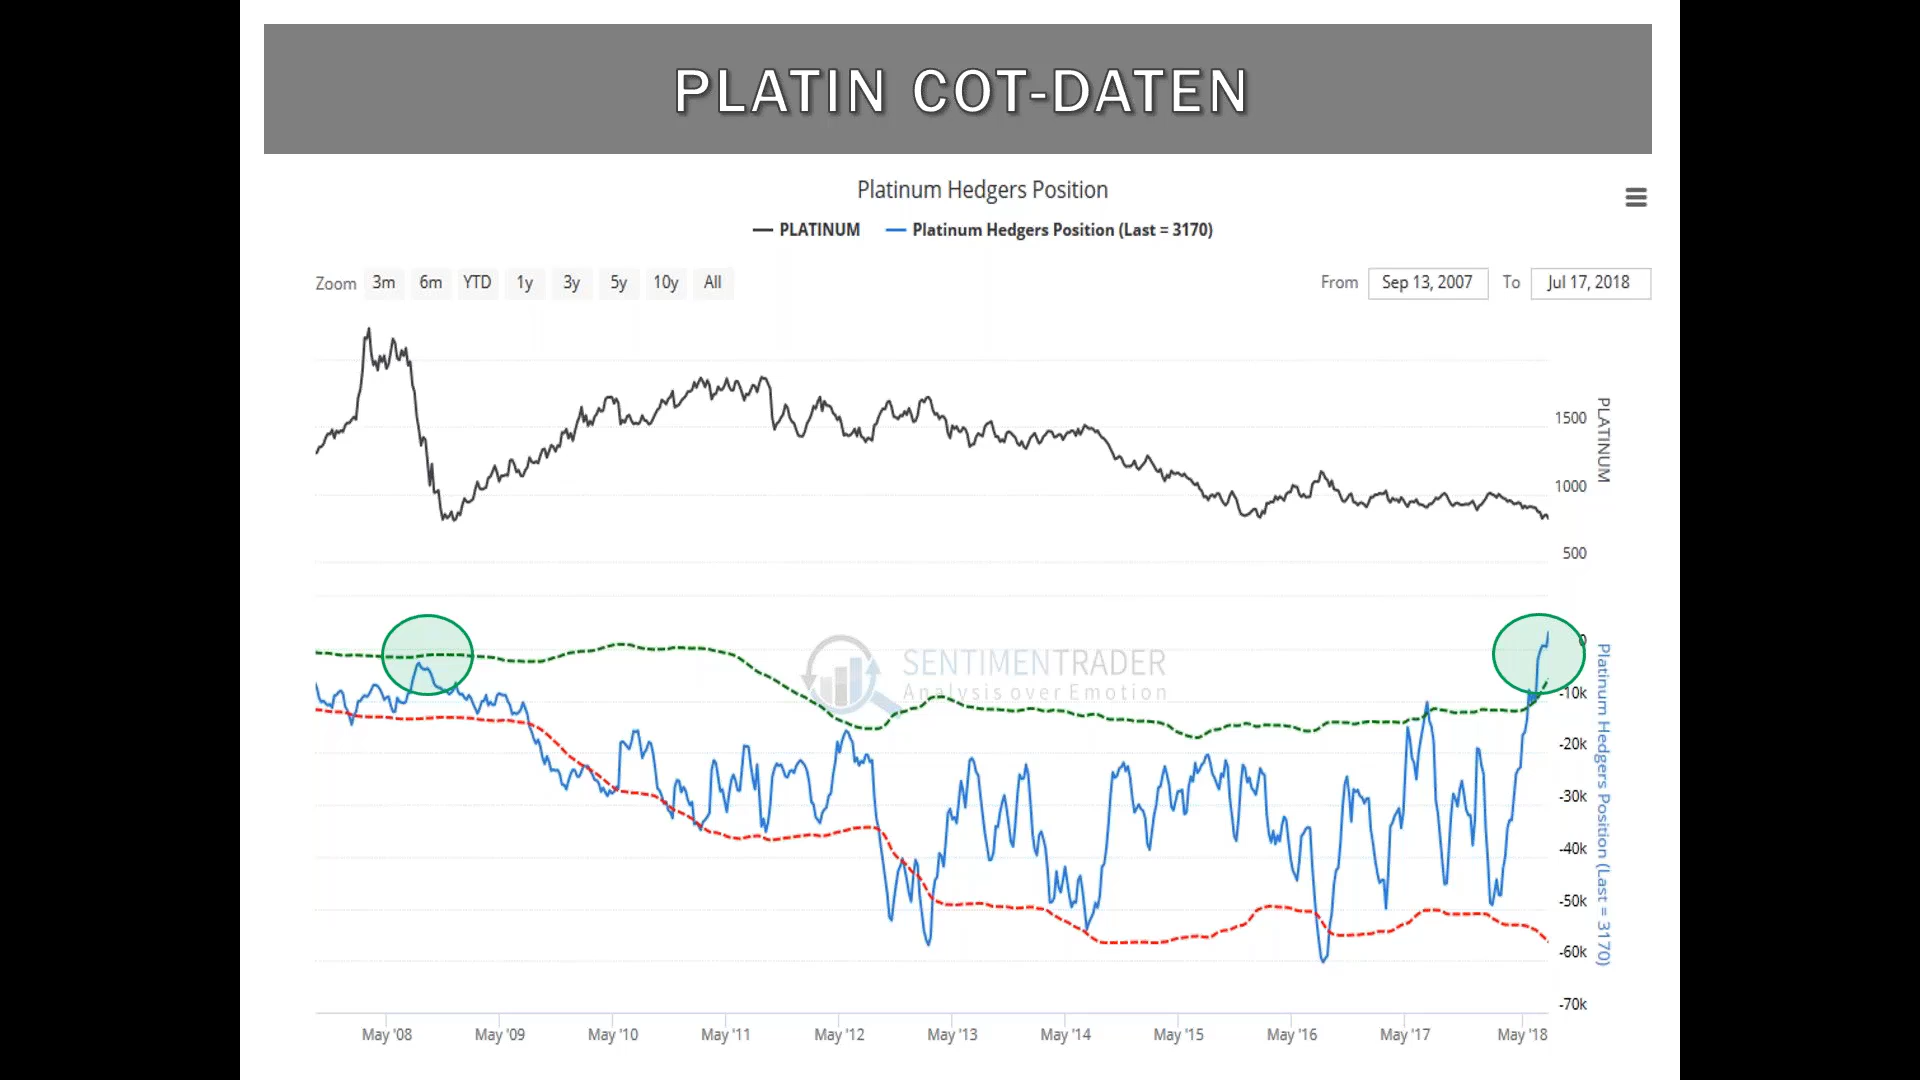 PLATIN COT-DATEN
Platinum Hedgers Position
PLATINUM Platinum Hedgers Position (Last = 3170)
Zoom 3m 6m YTD 1y 3y 5y 10y All From Sep 13, 2007 To Jul 17, 2018
1500
1000
500
PLATINUM
SENTIMENTRADER
Analysis over Emotion
0
-10k
-20k
-30k
-40k
-50k
-60k
-70k
Platinum Hedgers Position (Last = 3170)
May '08 May '09 May '10 May '11 May '12 May '13 May '14 May '15 May '16 May '17 May '18